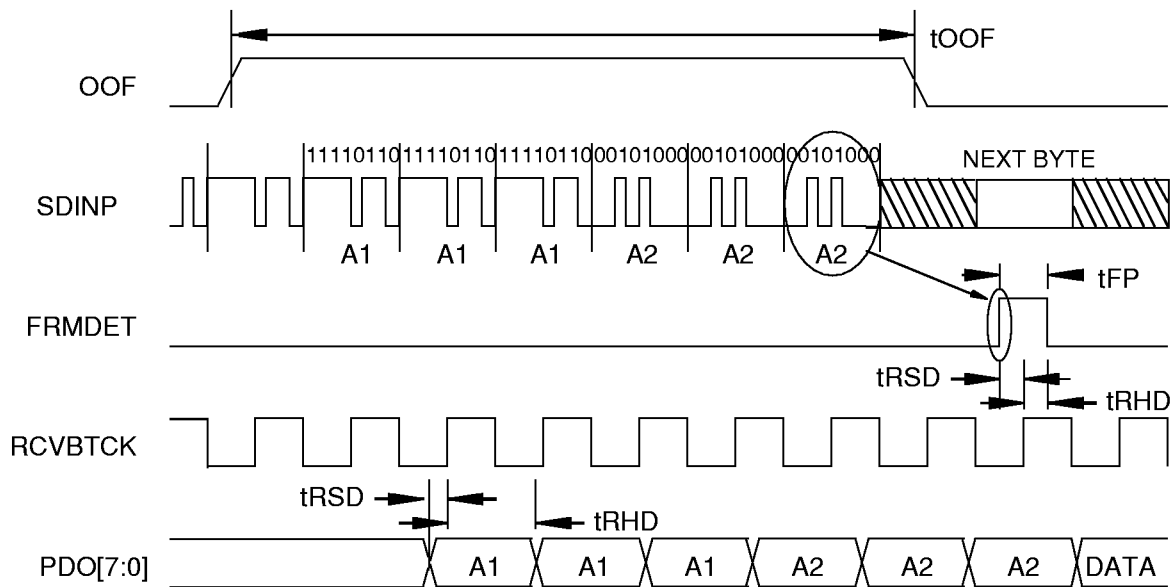 tOOF
OOF
11110110 11110110 11110110 00101000 00101000 00101000
NEXT BYTE
SDINP
A1 A1 A1 A2 A2 A2
tFP
FRMDET
tRSD
tRHD
RCVBTCK
tRSD
tRHD
PDO[7:0] A1 A1 A1 A2 A2 A2 DATA